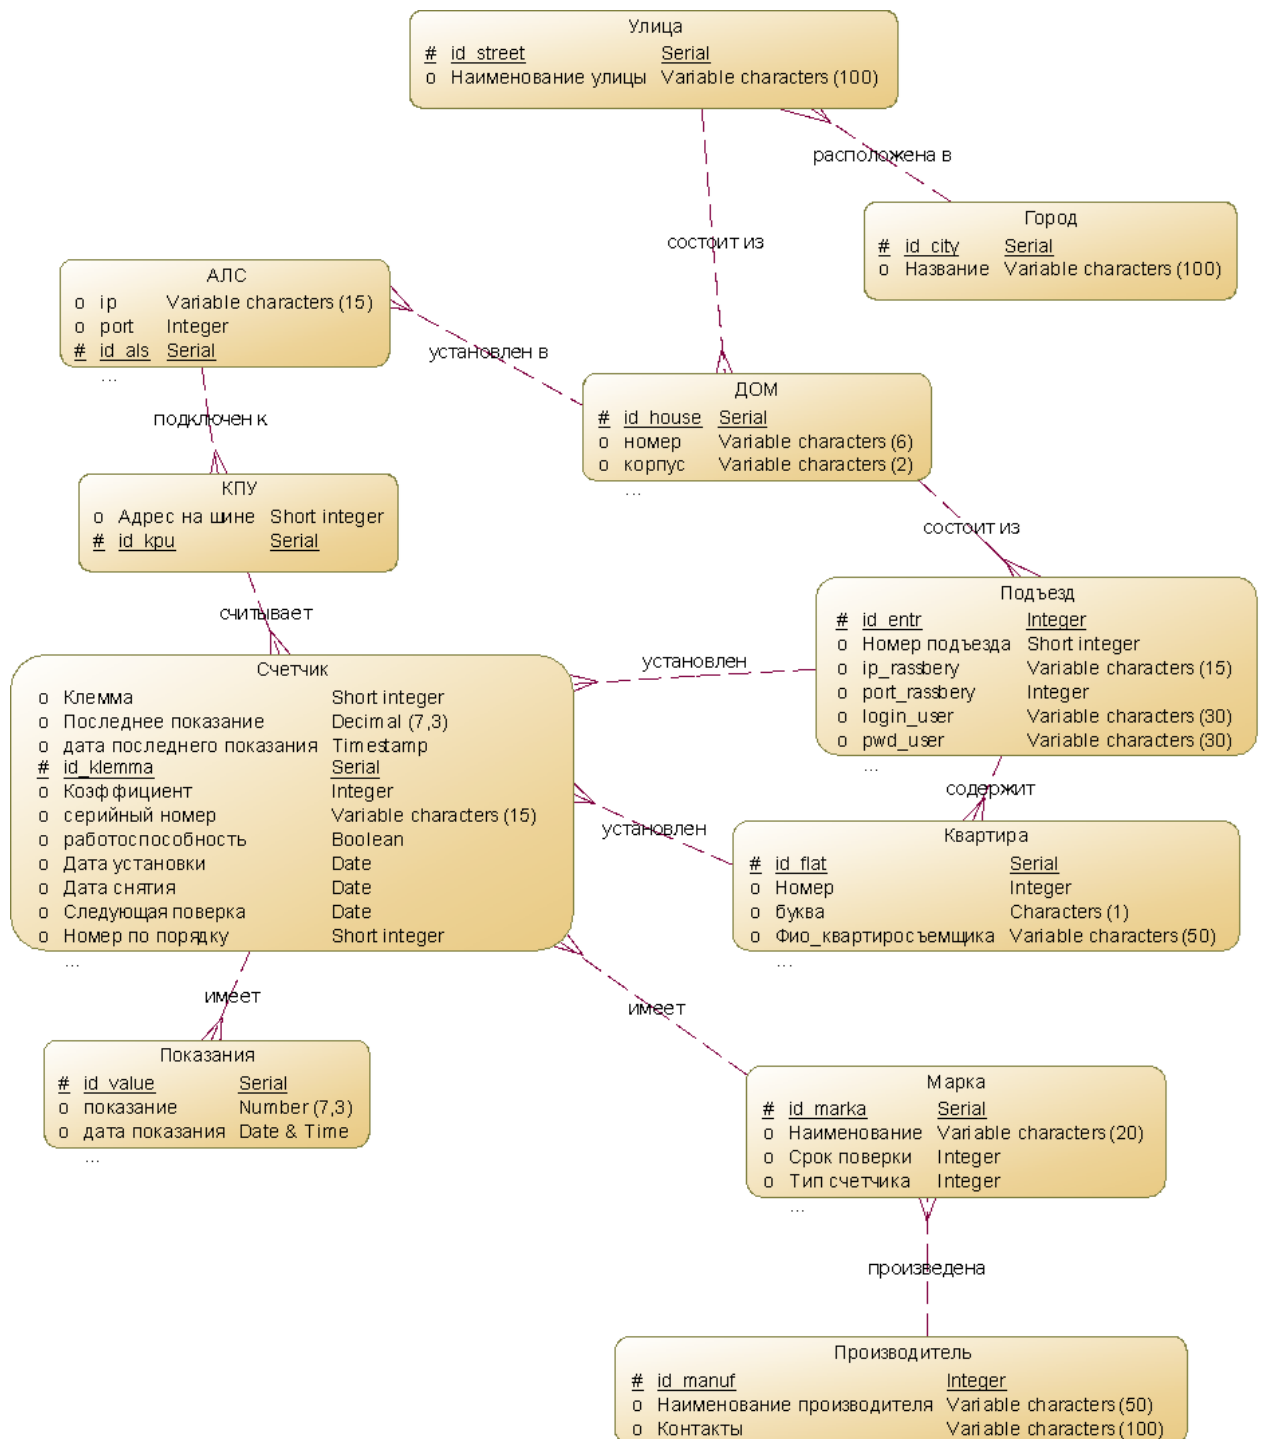 Улица
# id_street Serial
o Наименование улицы Variable characters (100)
расположена в
Город
# id_city Serial
o Название Variable characters (100)
состоит из
АЛС
o ip Variable characters (15)
o port Integer
# id_als Serial
...
установлен в
ДОМ
# id_house Serial
o номер Variable characters (6)
o корпус Variable characters (2)
...
подключен к
КПУ
o Адрес на шине Short integer
# id_kpu Serial
состоит из
Подъезд
# id_entr Integer
o Номер подъезда Short integer
o ip_rassbery Variable characters (15)
o port_rassbery Integer
o login_user Variable characters (30)
o pwd_user Variable characters (30)
...
считывает
установлен
Счетчик
o Клемма Short integer
o Последнее показание Decimal (7,3)
o дата последнего показания Timestamp
# id_klemma Serial
o Коэффициент Integer
o серийный номер Variable characters (15)
o работоспособность Boolean
o Дата установки Date
o Дата снятия Date
o Следующая поверка Date
o Номер по порядку Short integer
...
содержит
установлен
Квартира
# id_flat Serial
o Номер Integer
o буква Characters (1)
o Фио_квартиросъемщика Variable characters (50)
...
имеет
имеет
Показания
# id_value Serial
o показание Number (7,3)
o дата показания Date & Time
...
Марка
# id_marka Serial
o Наименование Variable characters (20)
o Срок поверки Integer
o Тип счетчика Integer
...
произведена
Производитель
# id_manuf Integer
o Наименование производителя Variable characters (50)
o Контакты Variable characters (100)